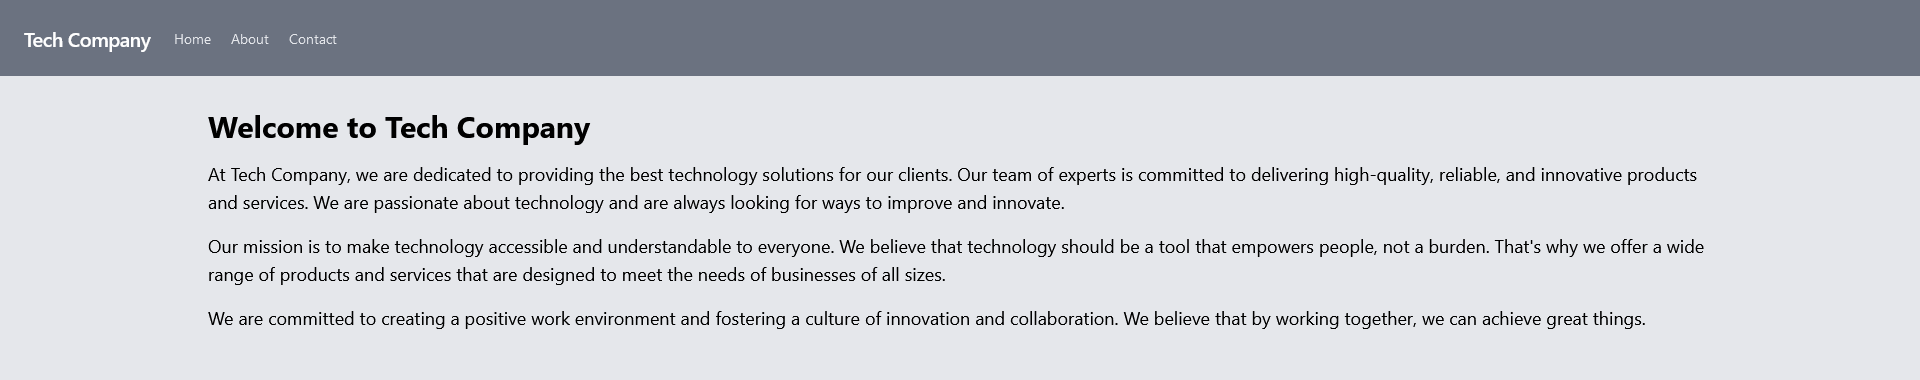 Tech Company Home About Contact
Welcome to Tech Company
At Tech Company, we are dedicated to providing the best technology solutions for our clients. Our team of experts is committed to delivering high-quality, reliable, and innovative products
and services. We are passionate about technology and are always looking for ways to improve and innovate.
Our mission is to make technology accessible and understandable to everyone. We believe that technology should be a tool that empowers people, not a burden. That's why we offer a wide
range of products and services that are designed to meet the needs of businesses of all sizes.
We are committed to creating a positive work environment and fostering a culture of innovation and collaboration. We believe that by working together, we can achieve great things.